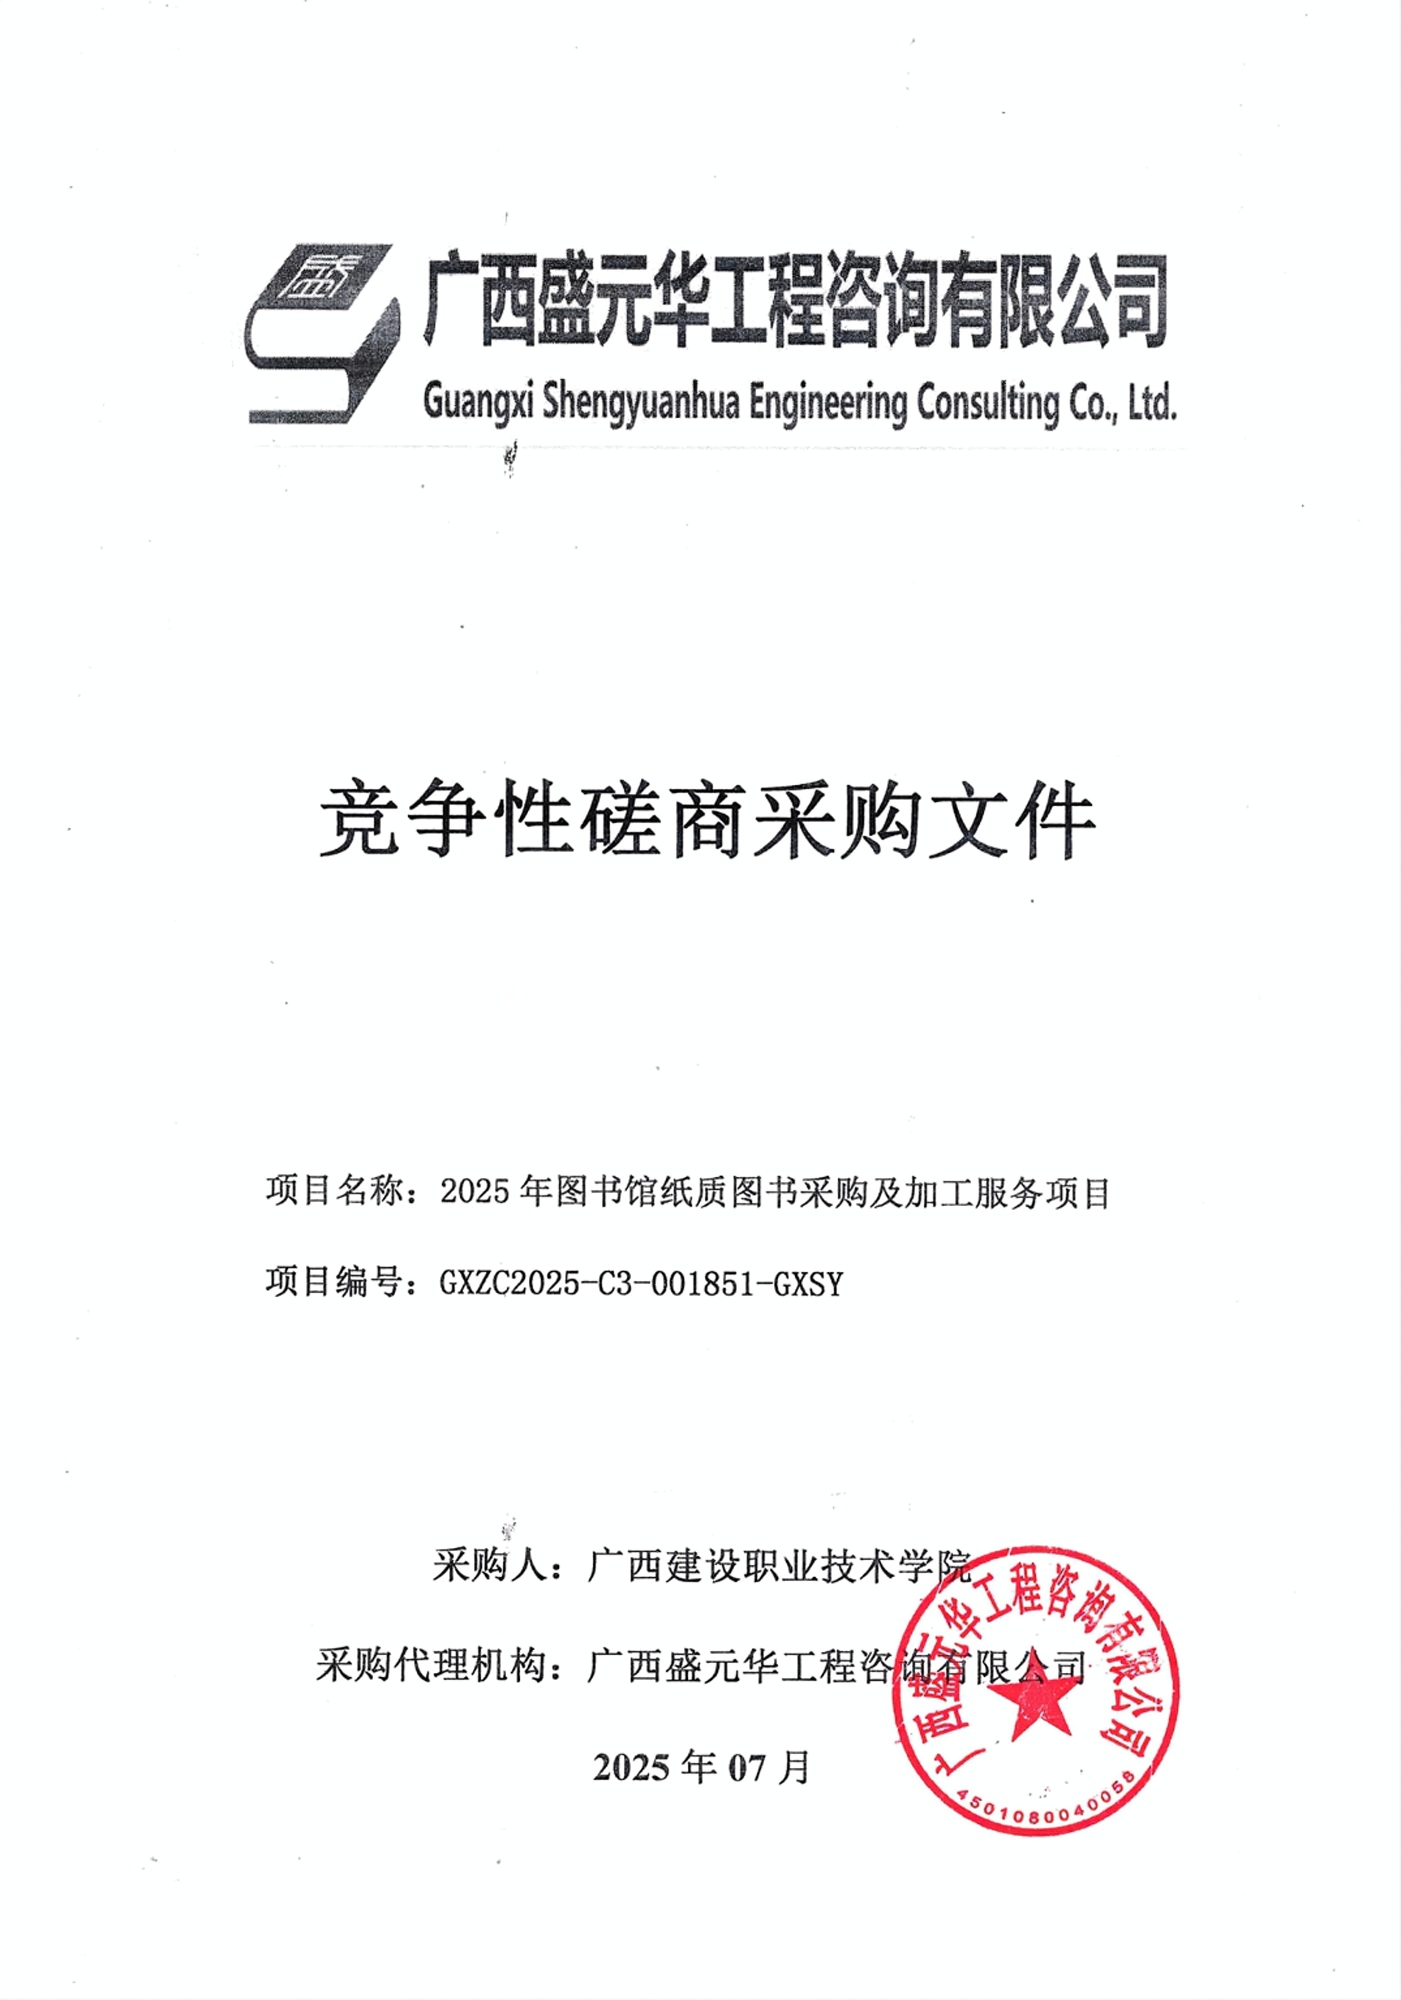 盛
广西盛元华工程咨询有限公司
Guangxi Shengyuanhua Engineering Consulting Co., Ltd.
竞争性磋商采购文件
项目名称：2025年图书馆纸质图书采购及加工服务项目
项目编号：GXZC2025-C3-001851-GXSY
采购人：广西建设职业技术学院
采购代理机构：广西盛元华工程咨询有限公司
2025年07月
广西盛元华工程咨询有限公司
4501080040058